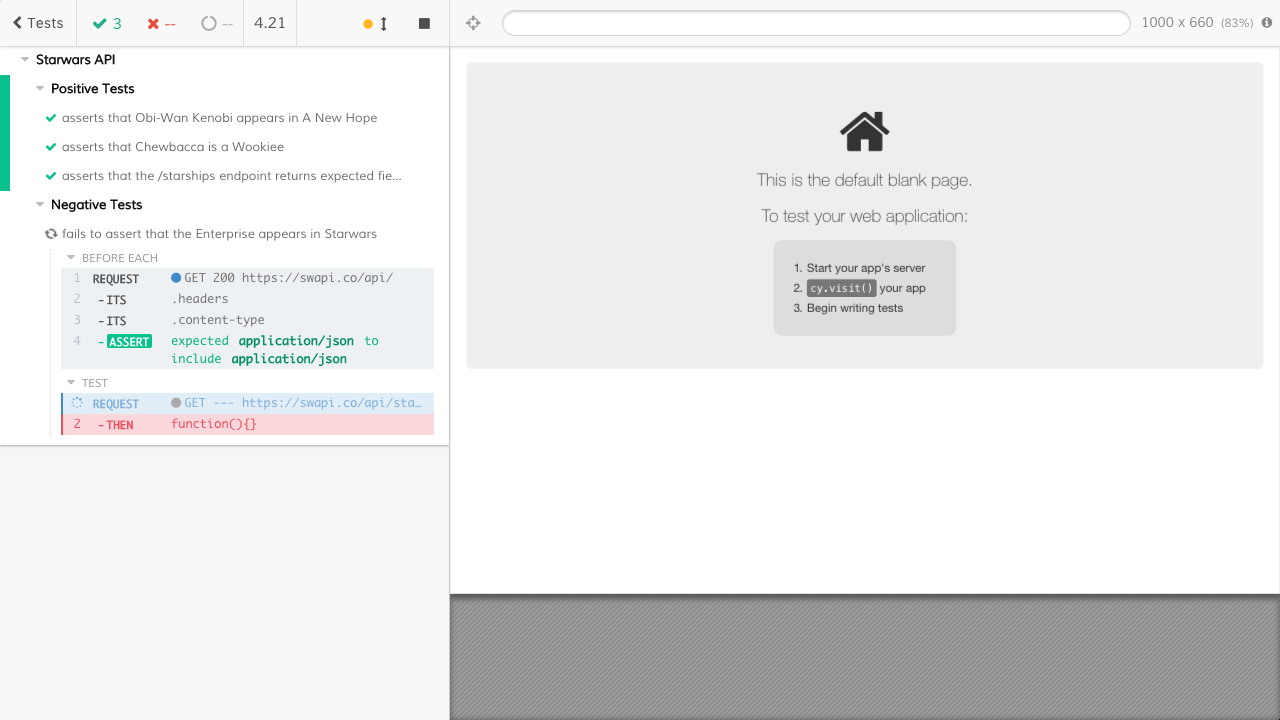 Tests 3 -- -- 4.21
1000 x 660 (83%)
Starwars API
Positive Tests
asserts that Obi-Wan Kenobi appears in A New Hope
asserts that Chewbacca is a Wookiee
asserts that the /starships endpoint returns expected fie...
Negative Tests
fails to assert that the Enterprise appears in Starwars
BEFORE EACH
1 REQUEST GET 200 https://swapi.co/api/
2 - ITS .headers
3 - ITS .content-type
4 - ASSERT expected application/json to
include application/json
TEST
REQUEST GET --- https://swapi.co/api/sta...
2 - THEN function(){}
This is the default blank page.
To test your web application:
1. Start your app's server
2. cy.visit() your app
3. Begin writing tests